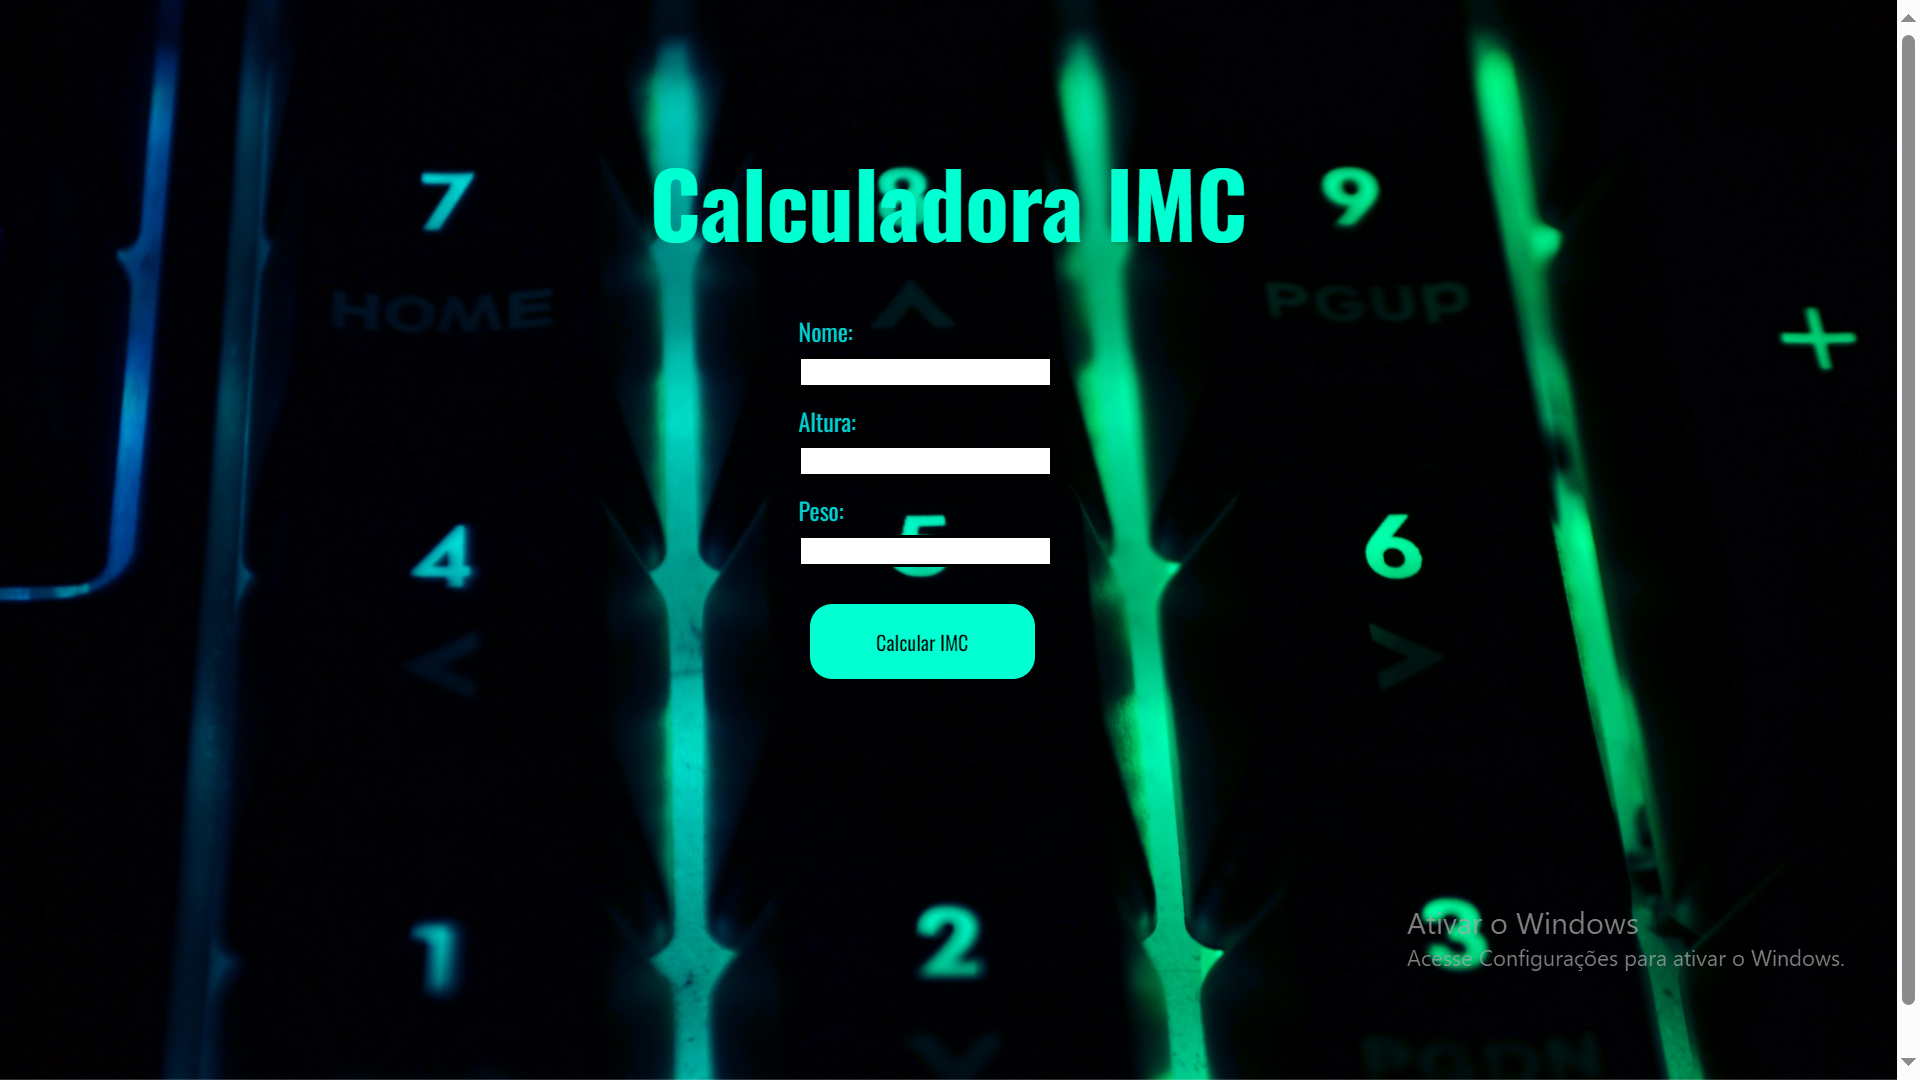 7 8 9
Calculadora IMC
HOME PGUP
+
Nome:
Altura:
Peso:
4 5 6
Calcular IMC
1 2 3
Ativar o Windows
Acesse Configurações para ativar o Windows.
PGDN